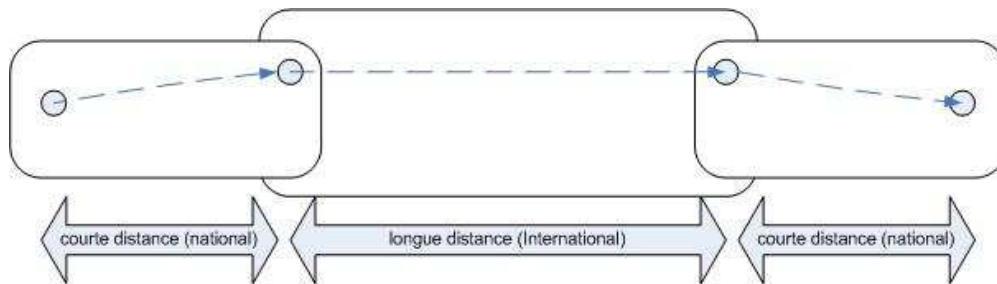 courte distance (national)
longue distance (International)
courte distance (national)